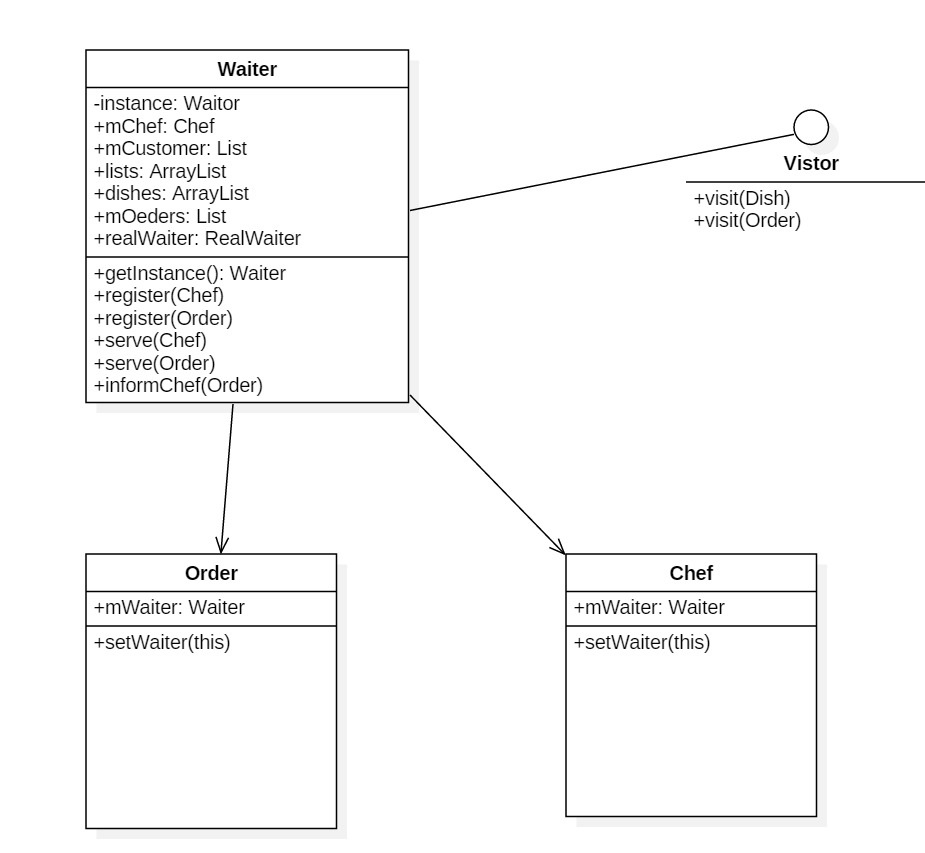 Waiter
-instance: Waitor
+mChef: Chef
+mCustomer: List
+lists: ArrayList
+dishes: ArrayList
+mOeders: List
+realWaiter: RealWaiter
+getInstance(): Waiter
+register(Chef)
+register(Order)
+serve(Chef)
+serve(Order)
+informChef(Order)
Vistor
+visit(Dish)
+visit(Order)
Order
+mWaiter: Waiter
+setWaiter(this)
Chef
+mWaiter: Waiter
+setWaiter(this)